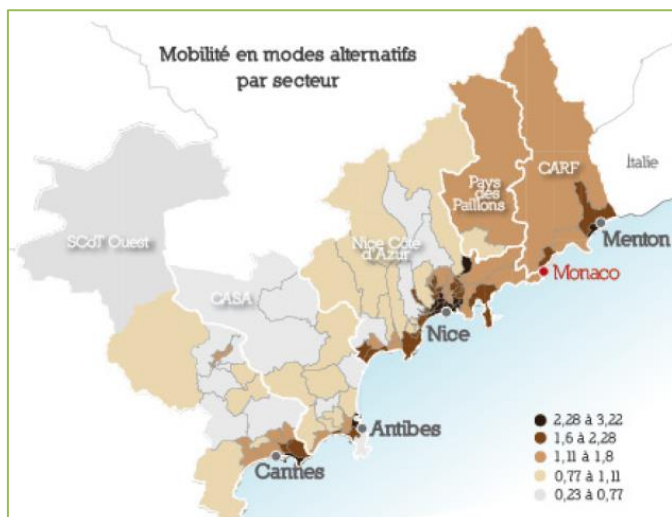 Mobilité en modes alternatifs
par secteur
CARF
Italie
Pays
des
Paillons
SCoT Ouest
Nice Côte
d'Azur
Menton
CASA
Monaco
Nice
Antibes
Cannes
2,28 à 3,22
1,6 à 2,28
1,11 à 1,8
0,77 à 1,11
0,23 à 0,77